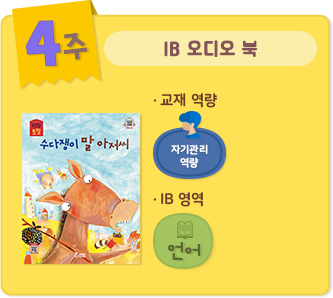 4주
IB 오디오 북
· 교재 역량
수다쟁이 말 아저씨
자기관리
역량
· IB 영역
언어